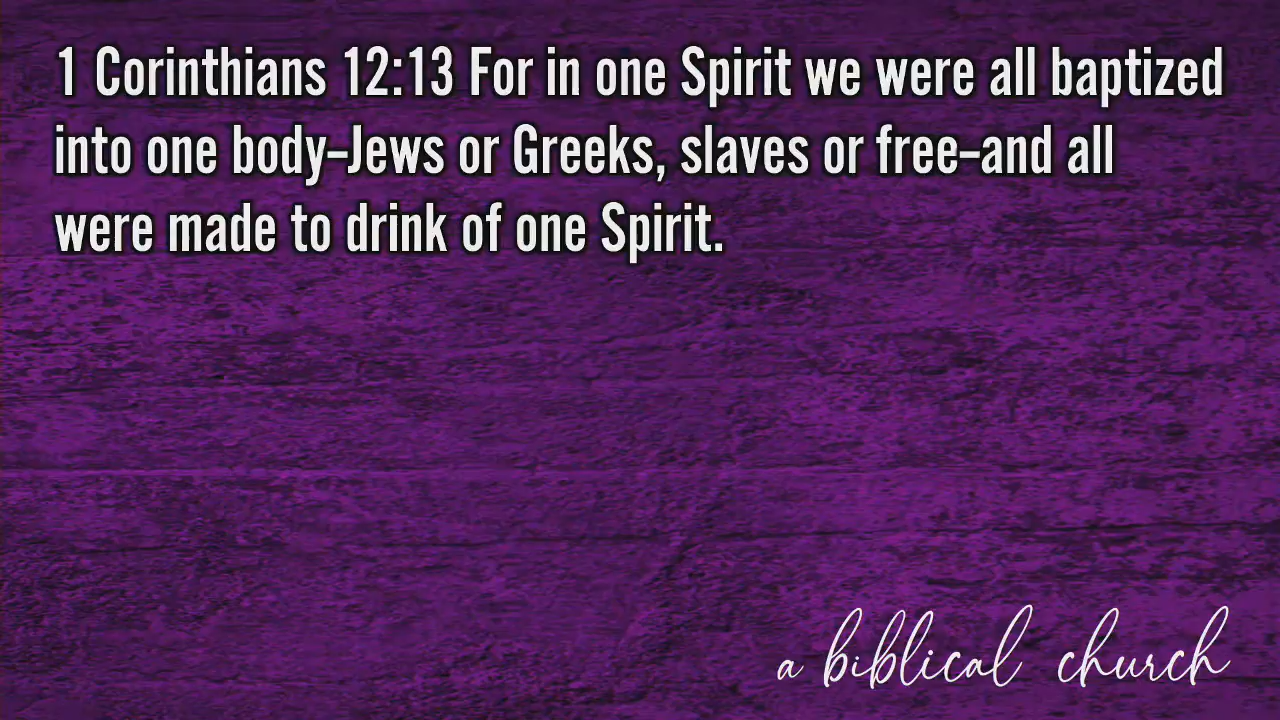 1 Corinthians 12:13 For in one Spirit we were all baptized
into one body–Jews or Greeks, slaves or free–and all
were made to drink of one Spirit.
a biblical church